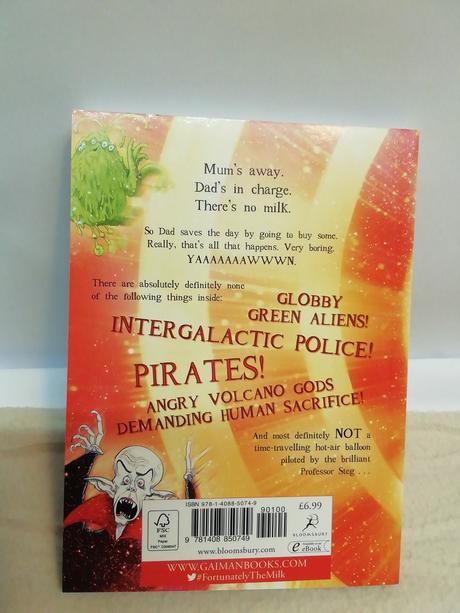 Mum's away.
Dad's in charge.
There's no milk.
So Dad saves the day by going to buy some.
Really, that's all that happens. Very boring.
YAAAAAAAWWWN.
There are absolutely definitely none
of the following things inside:
GLOBBY
GREEN ALIENS!
INTERGALACTIC POLICE!
PIRATES!
ANGRY VOLCANO GODS
DEMANDING HUMAN SACRIFICE!
And most definitely NOT a
time-travelling hot-air balloon
piloted by the brilliant
Professor Steg . . .
ISBN 978-1-4088-5074-9
90100
£6.99
9 781408 850749
FSC
MIX
Paper
BLOOMSBURY
eBook
www.bloomsbury.com
WWW.GAIMANBOOKS.COM
#FortunatelyTheMilk